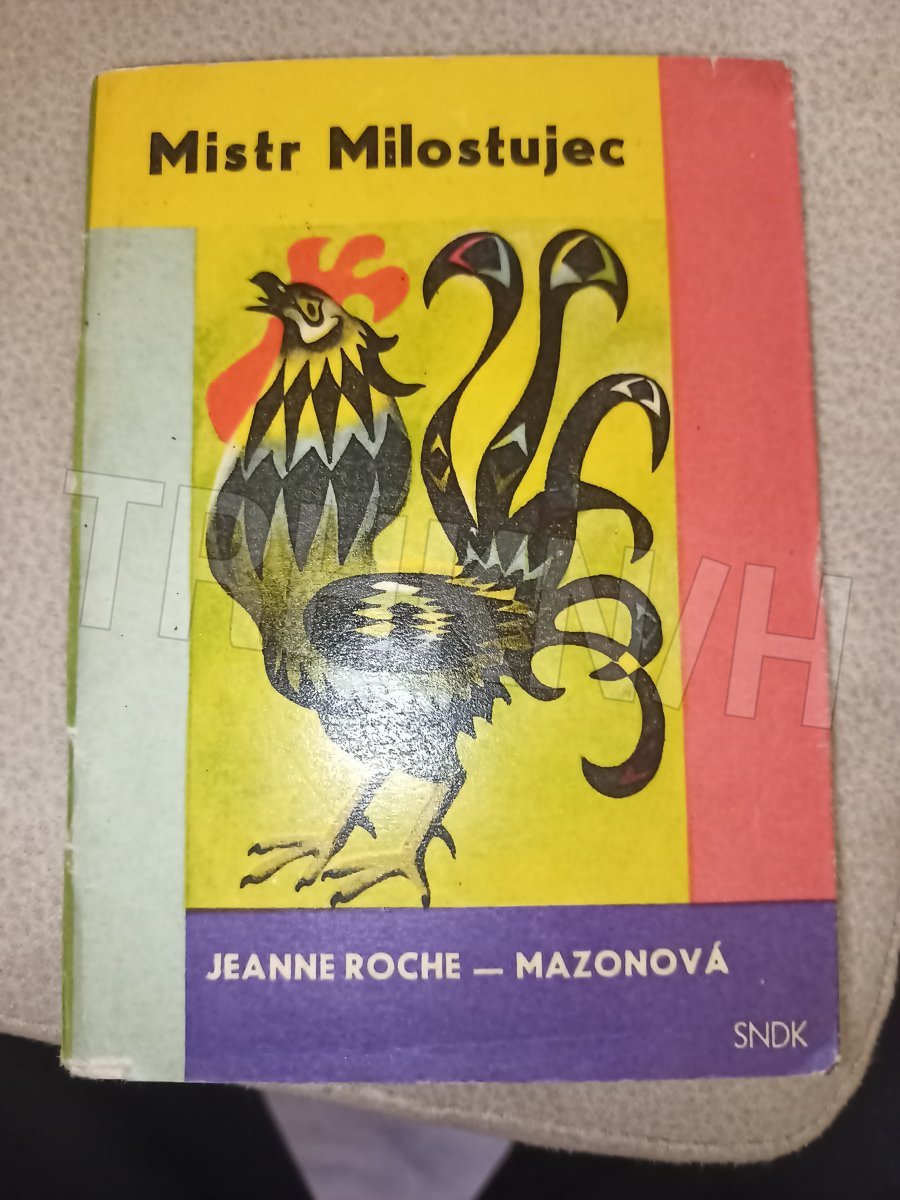 Mistr Milostujec
JEANNE ROCHE — MAZONOVÁ
SNDK